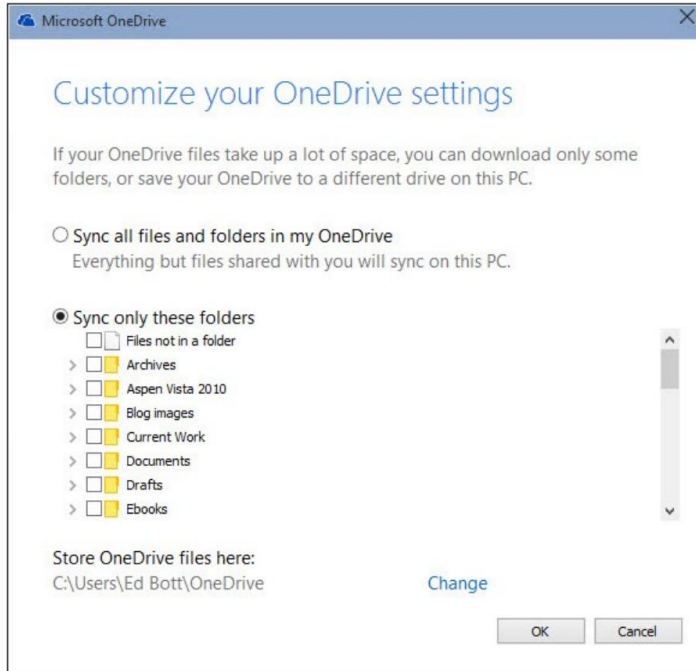 Microsoft OneDrive
Customize your OneDrive settings
If your OneDrive files take up a lot of space, you can download only some
folders, or save your OneDrive to a different drive on this PC.
Sync all files and folders in my OneDrive
Everything but files shared with you will sync on this PC.
Sync only these folders
Files not in a folder
Archives
Aspen Vista 2010
Blog images
Current Work
Documents
Drafts
Ebooks
Store OneDrive files here:
C:\Users\Ed Bott\OneDrive Change
OK Cancel